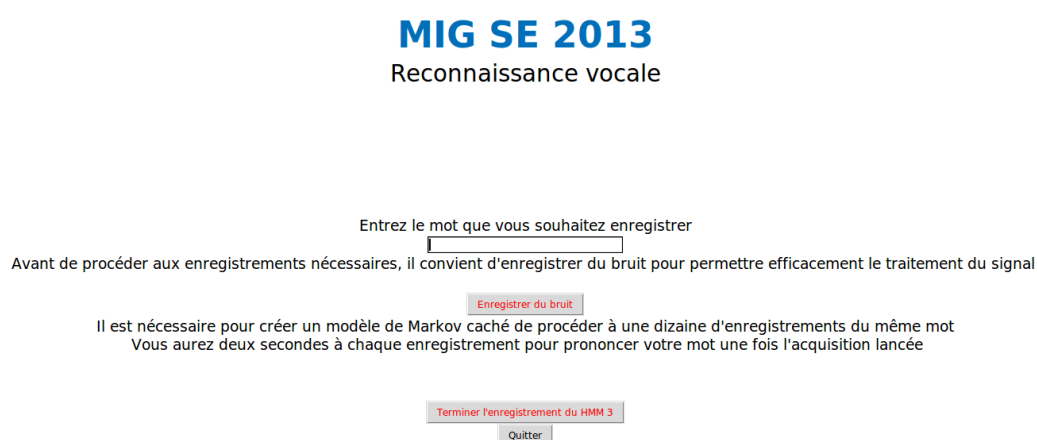 MIG SE 2013
Reconnaissance vocale
Entrez le mot que vous souhaitez enregistrer
Avant de procéder aux enregistrements nécessaires, il convient d'enregistrer du bruit pour permettre efficacement le traitement du signal
Enregistrer du bruit
Il est nécessaire pour créer un modèle de Markov caché de procéder à une dizaine d'enregistrements du même mot
Vous aurez deux secondes à chaque enregistrement pour prononcer votre mot une fois l'acquisition lancée
Terminer l'enregistrement du HMM 3
Quitter